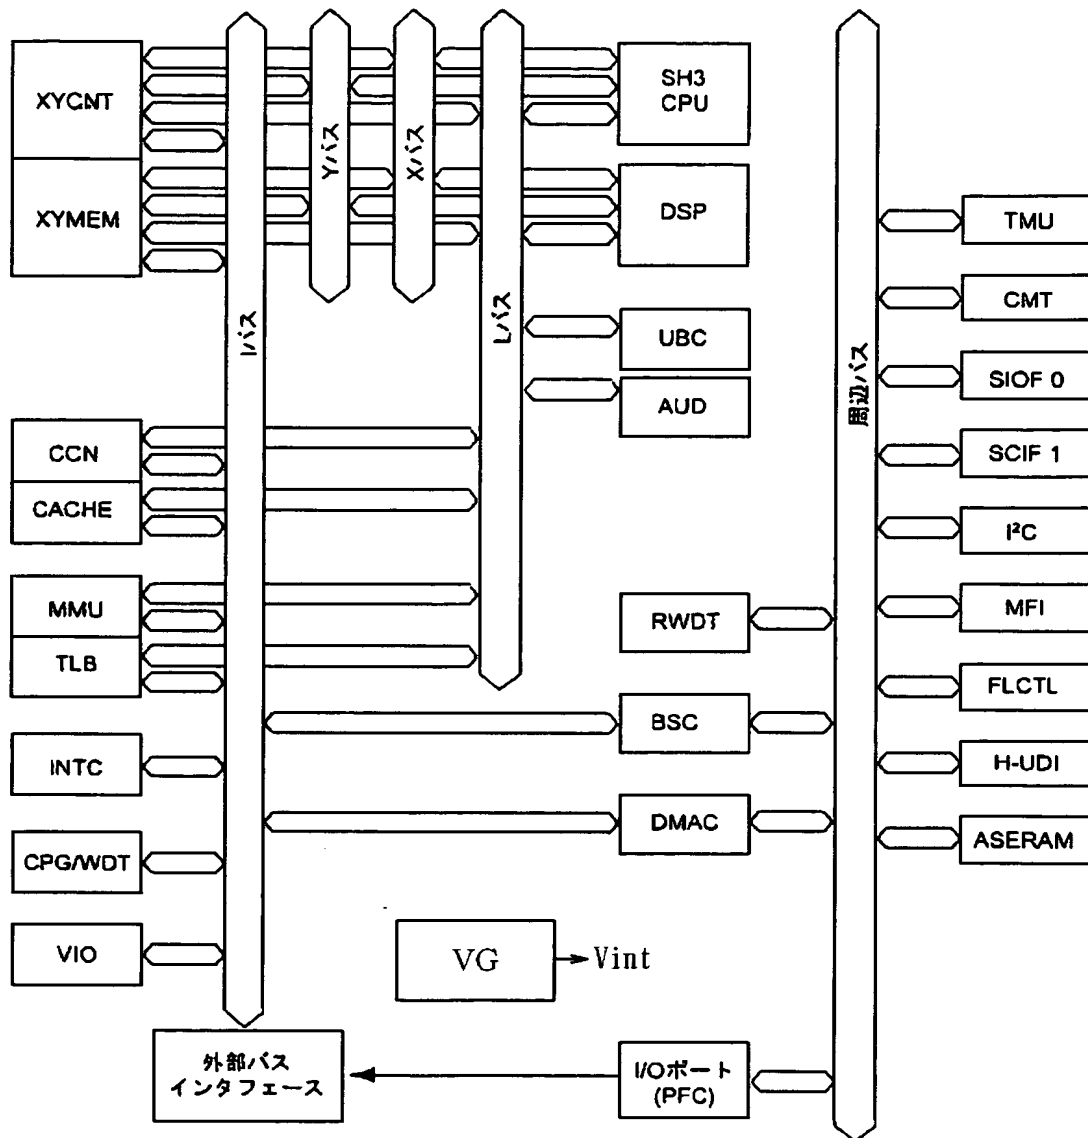 XYCNT
XYMEM
CCN
CACHE
MMU
TLB
INTC
CPG/WDT
VIO
Iバス
Yバス
Xバス
Lバス
SH3
CPU
DSP
UBC
AUD
RWDT
BSC
DMAC
VG
Vint
外部バス
インタフェース
I/Oポート
(PFC)
周辺バス
TMU
CMT
SIOF 0
SCIF 1
I²C
MFI
FLCTL
H-UDI
ASERAM